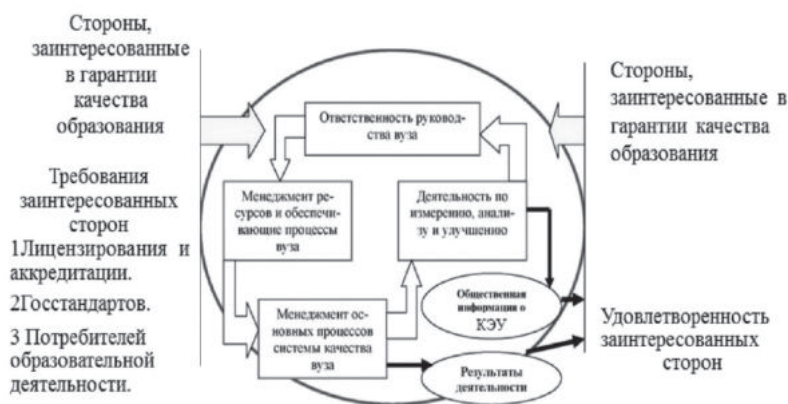 Стороны,
заинтересованные
в гарантии
качества
образования
Требования
заинтересованных
сторон
1Лицензирования и
аккредитации.
2Госстандартов.
3 Потребителей
образовательной
деятельности.
Ответственность руковод-
ства вуза
Менеджмент ре-
сурсов и обеспечи-
вающие процессы
вуза
Деятельность по
измерению, анали-
зу и улучшению
Менеджмент ос-
новных процессов
системы качества
вуза
Общественная
информация о
КЭУ
Результаты
деятельности
Стороны,
заинтересованные в
гарантии качества
образования
Удовлетворенность
заинтересованных
сторон